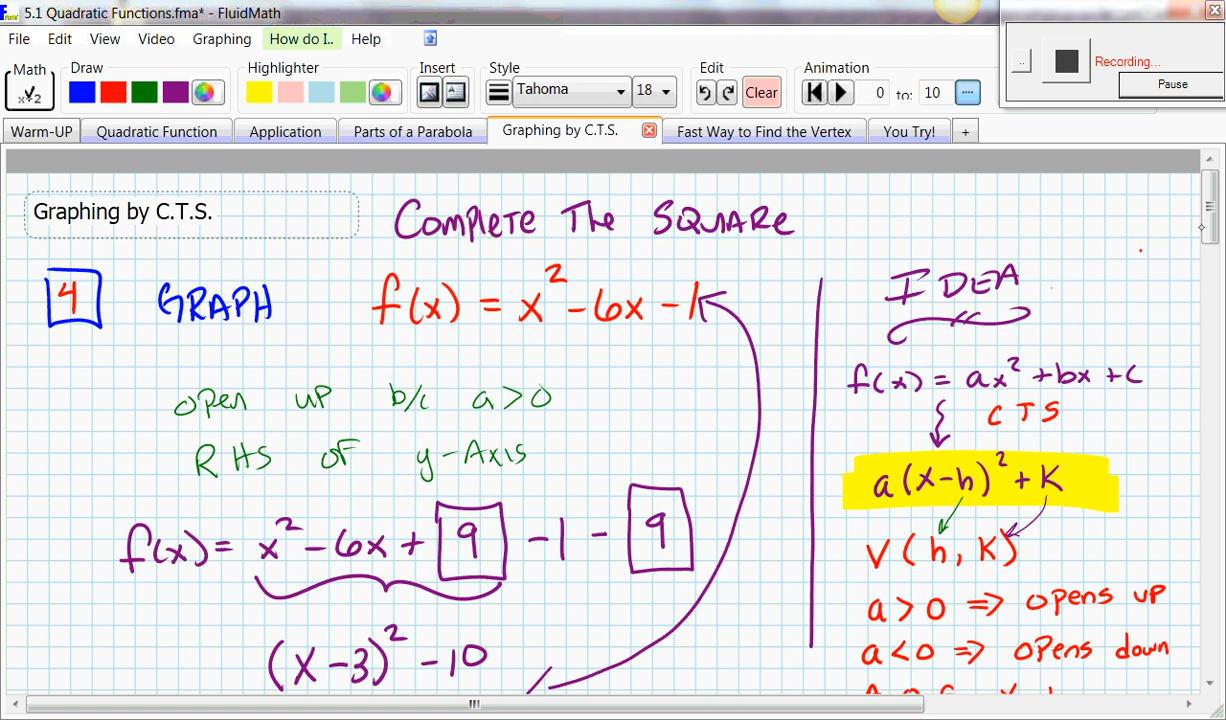 5.1 Quadratic Functions.fma* - FluidMath
File Edit View Video Graphing How do I.. Help
Recording...
Pause
Math Draw Highlighter Insert Style Edit Animation
Tahoma 18 Clear 0 to: 10
Warm-UP Quadratic Function Application Parts of a Parabola Graphing by C.T.S. Fast Way to Find the Vertex You Try! +
Graphing by C.T.S.
COMPLETE THE SQUARE
4 GRAPH f(x) = x² - 6x - 1
open up b/c a > 0
RHS OF y-Axis
f(x) = x² - 6x + 9 - 1 - 9
(x - 3)² - 10
IDEA
f(x) = ax² + bx + c
CTS
a(x-h)² + K
V(h, K)
a > 0 => opens up
a < 0 => opens down